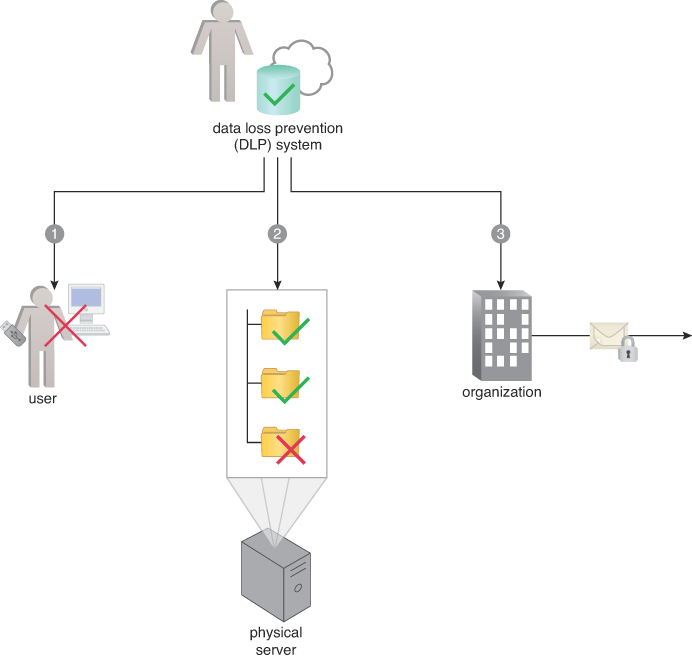 data loss prevention
(DLP) system
1
2
3
user
organization
physical
server